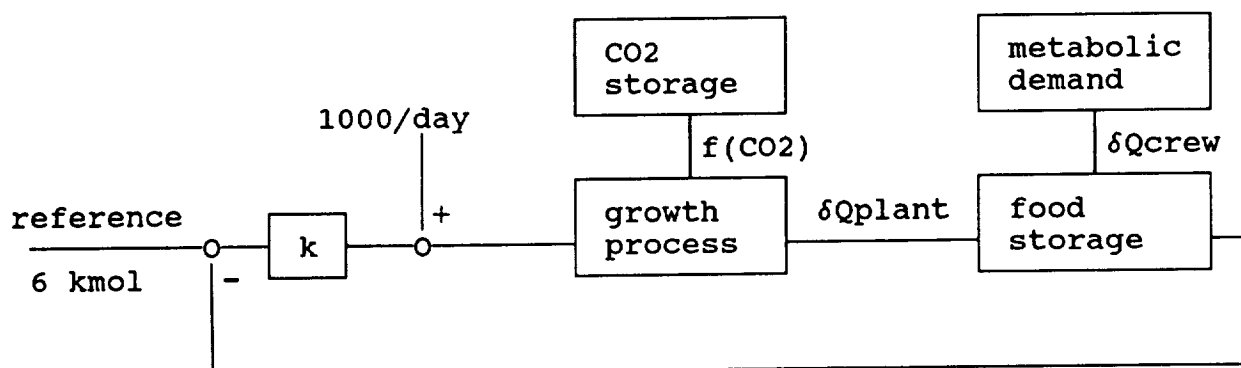 CO2
storage
metabolic
demand
1000/day
f(CO2)
δQcrew
reference
6 kmol
-
k
+
growth
process
δQplant
food
storage